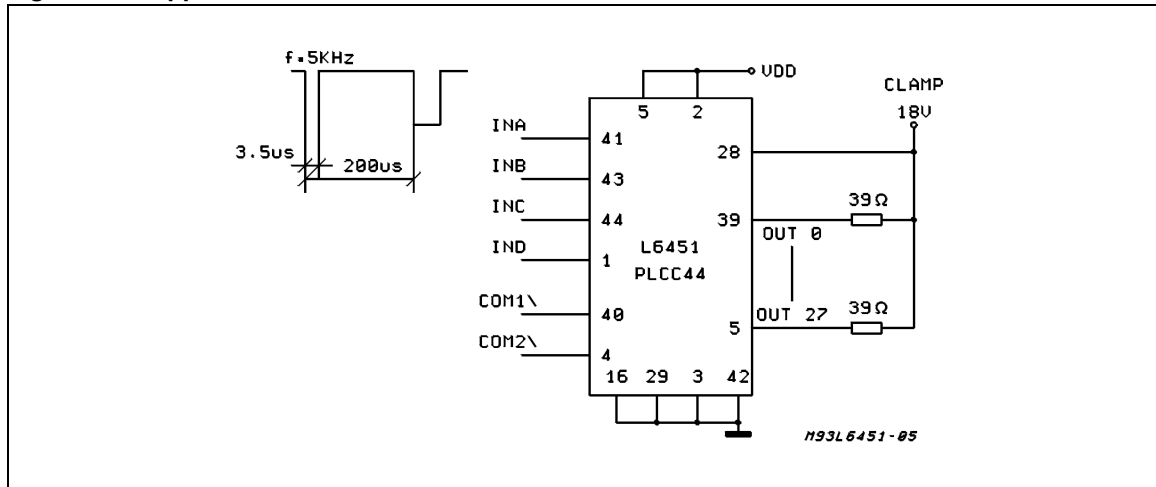 f=5KHz
3.5us
200us
VDD
CLAMP
18V
5 2
INA 41
INB 43
INC 44
IND 1
COM1\ 40
COM2\ 4
28
39 39Ω
OUT 0
L6451
PLCC44
OUT 27 39Ω
5
16 29 3 42
M93L6451-05